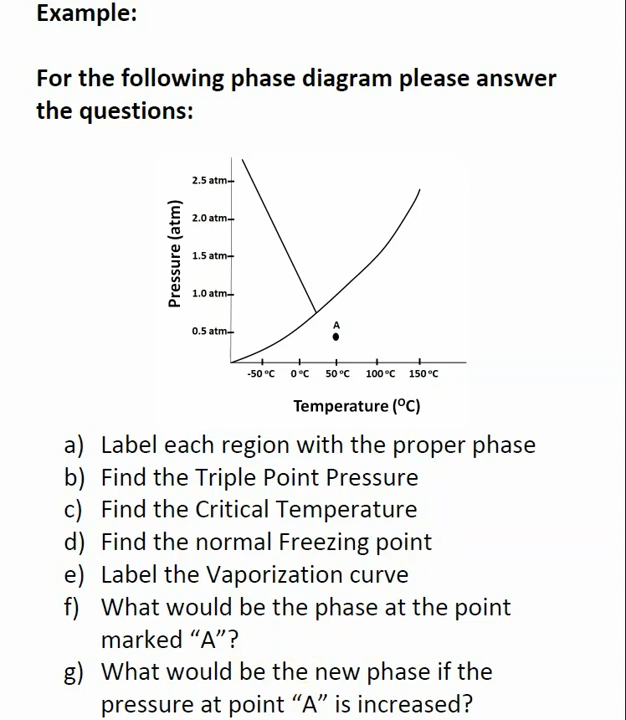 Example:
For the following phase diagram please answer
the questions:
Pressure (atm)
2.5 atm
2.0 atm
1.5 atm
1.0 atm
0.5 atm
A
-50 °C 0 °C 50 °C 100 °C 150 °C
Temperature (⁰C)
a) Label each region with the proper phase
b) Find the Triple Point Pressure
c) Find the Critical Temperature
d) Find the normal Freezing point
e) Label the Vaporization curve
f) What would be the phase at the point
marked “A”?
g) What would be the new phase if the
pressure at point “A” is increased?